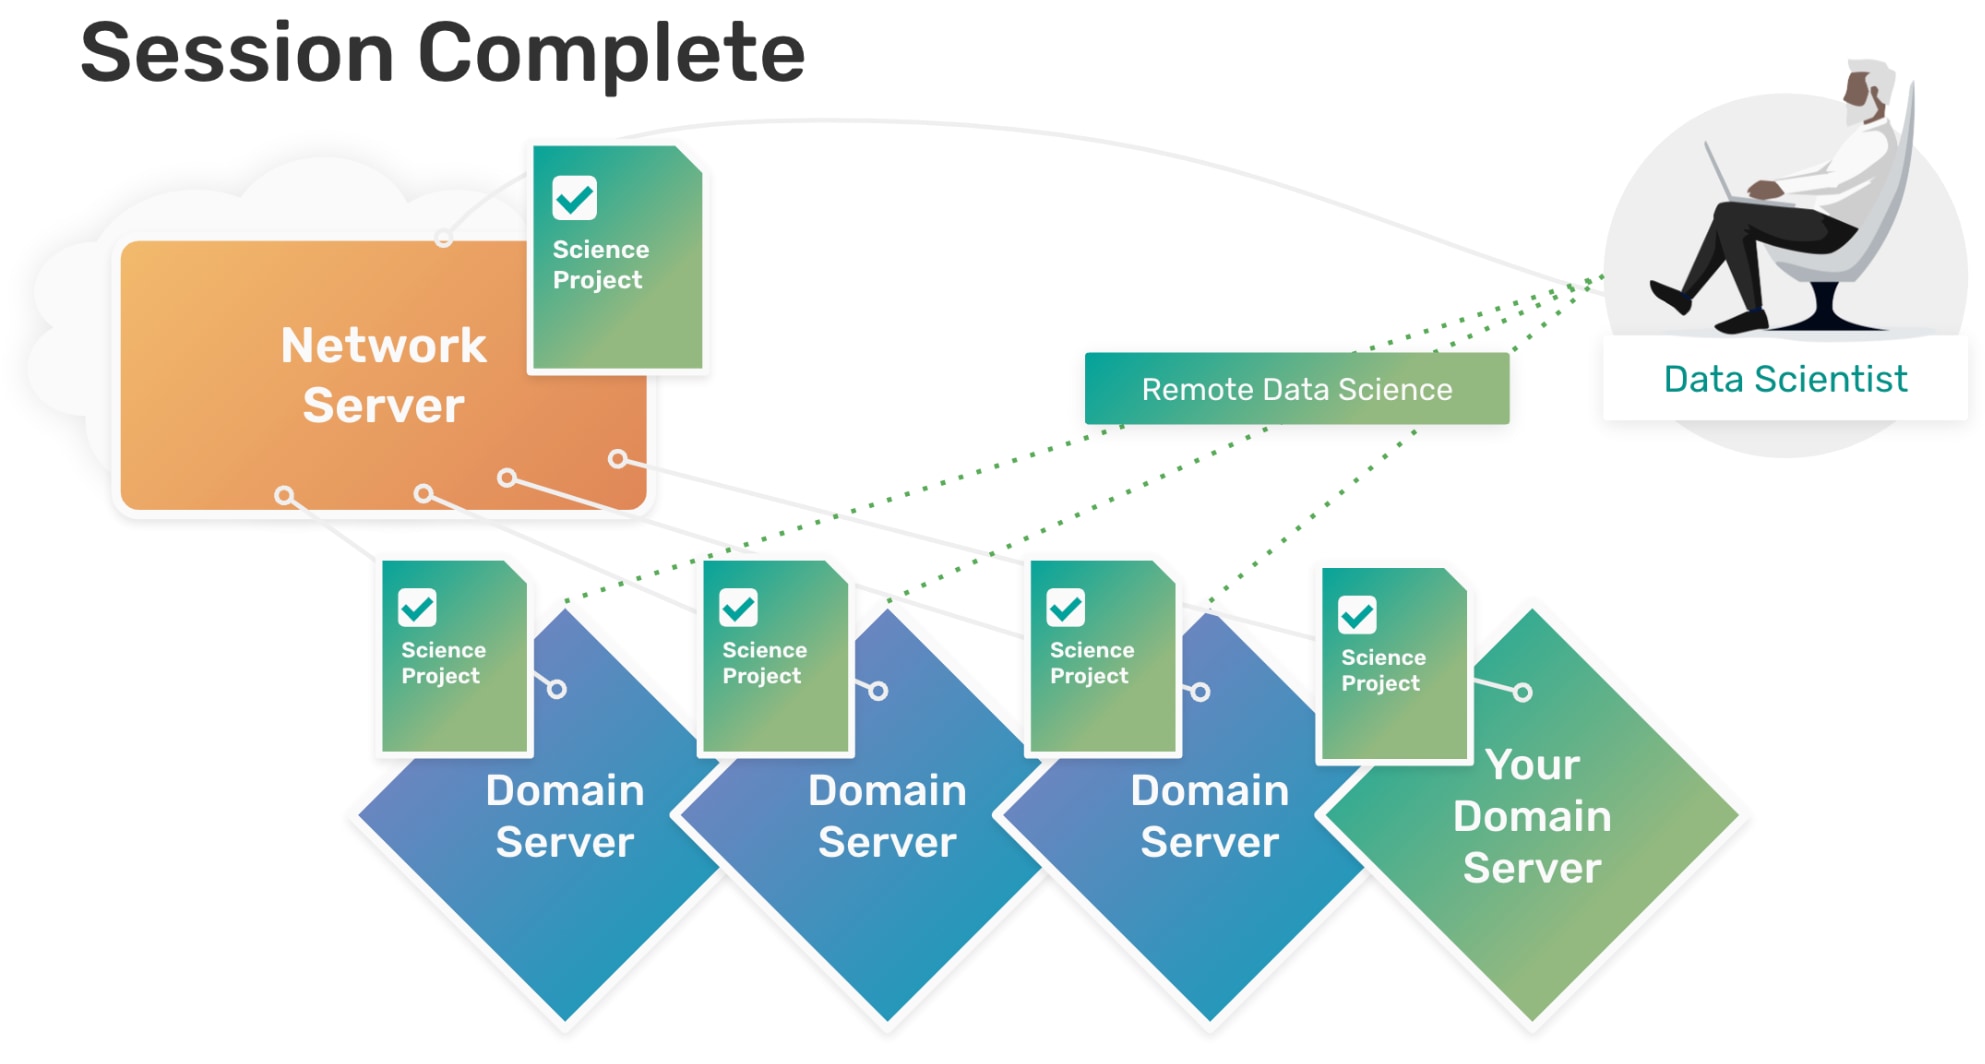 Session Complete
Science
Project
Network
Server
Remote Data Science
Data Scientist
Science
Project
Science
Project
Science
Project
Science
Project
Domain
Server
Domain
Server
Domain
Server
Your
Domain
Server